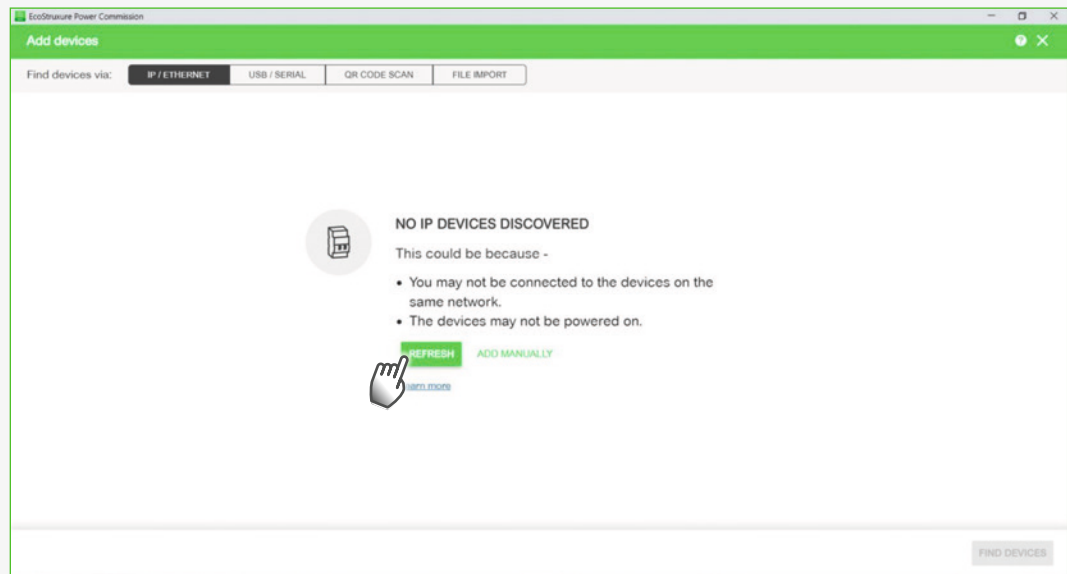 EcoStruxure Power Commission
Add devices
Find devices via: IP / ETHERNET USB / SERIAL QR CODE SCAN FILE IMPORT
NO IP DEVICES DISCOVERED
This could be because -
• You may not be connected to the devices on the
same network.
• The devices may not be powered on.
REFRESH ADD MANUALLY
earn more
FIND DEVICES